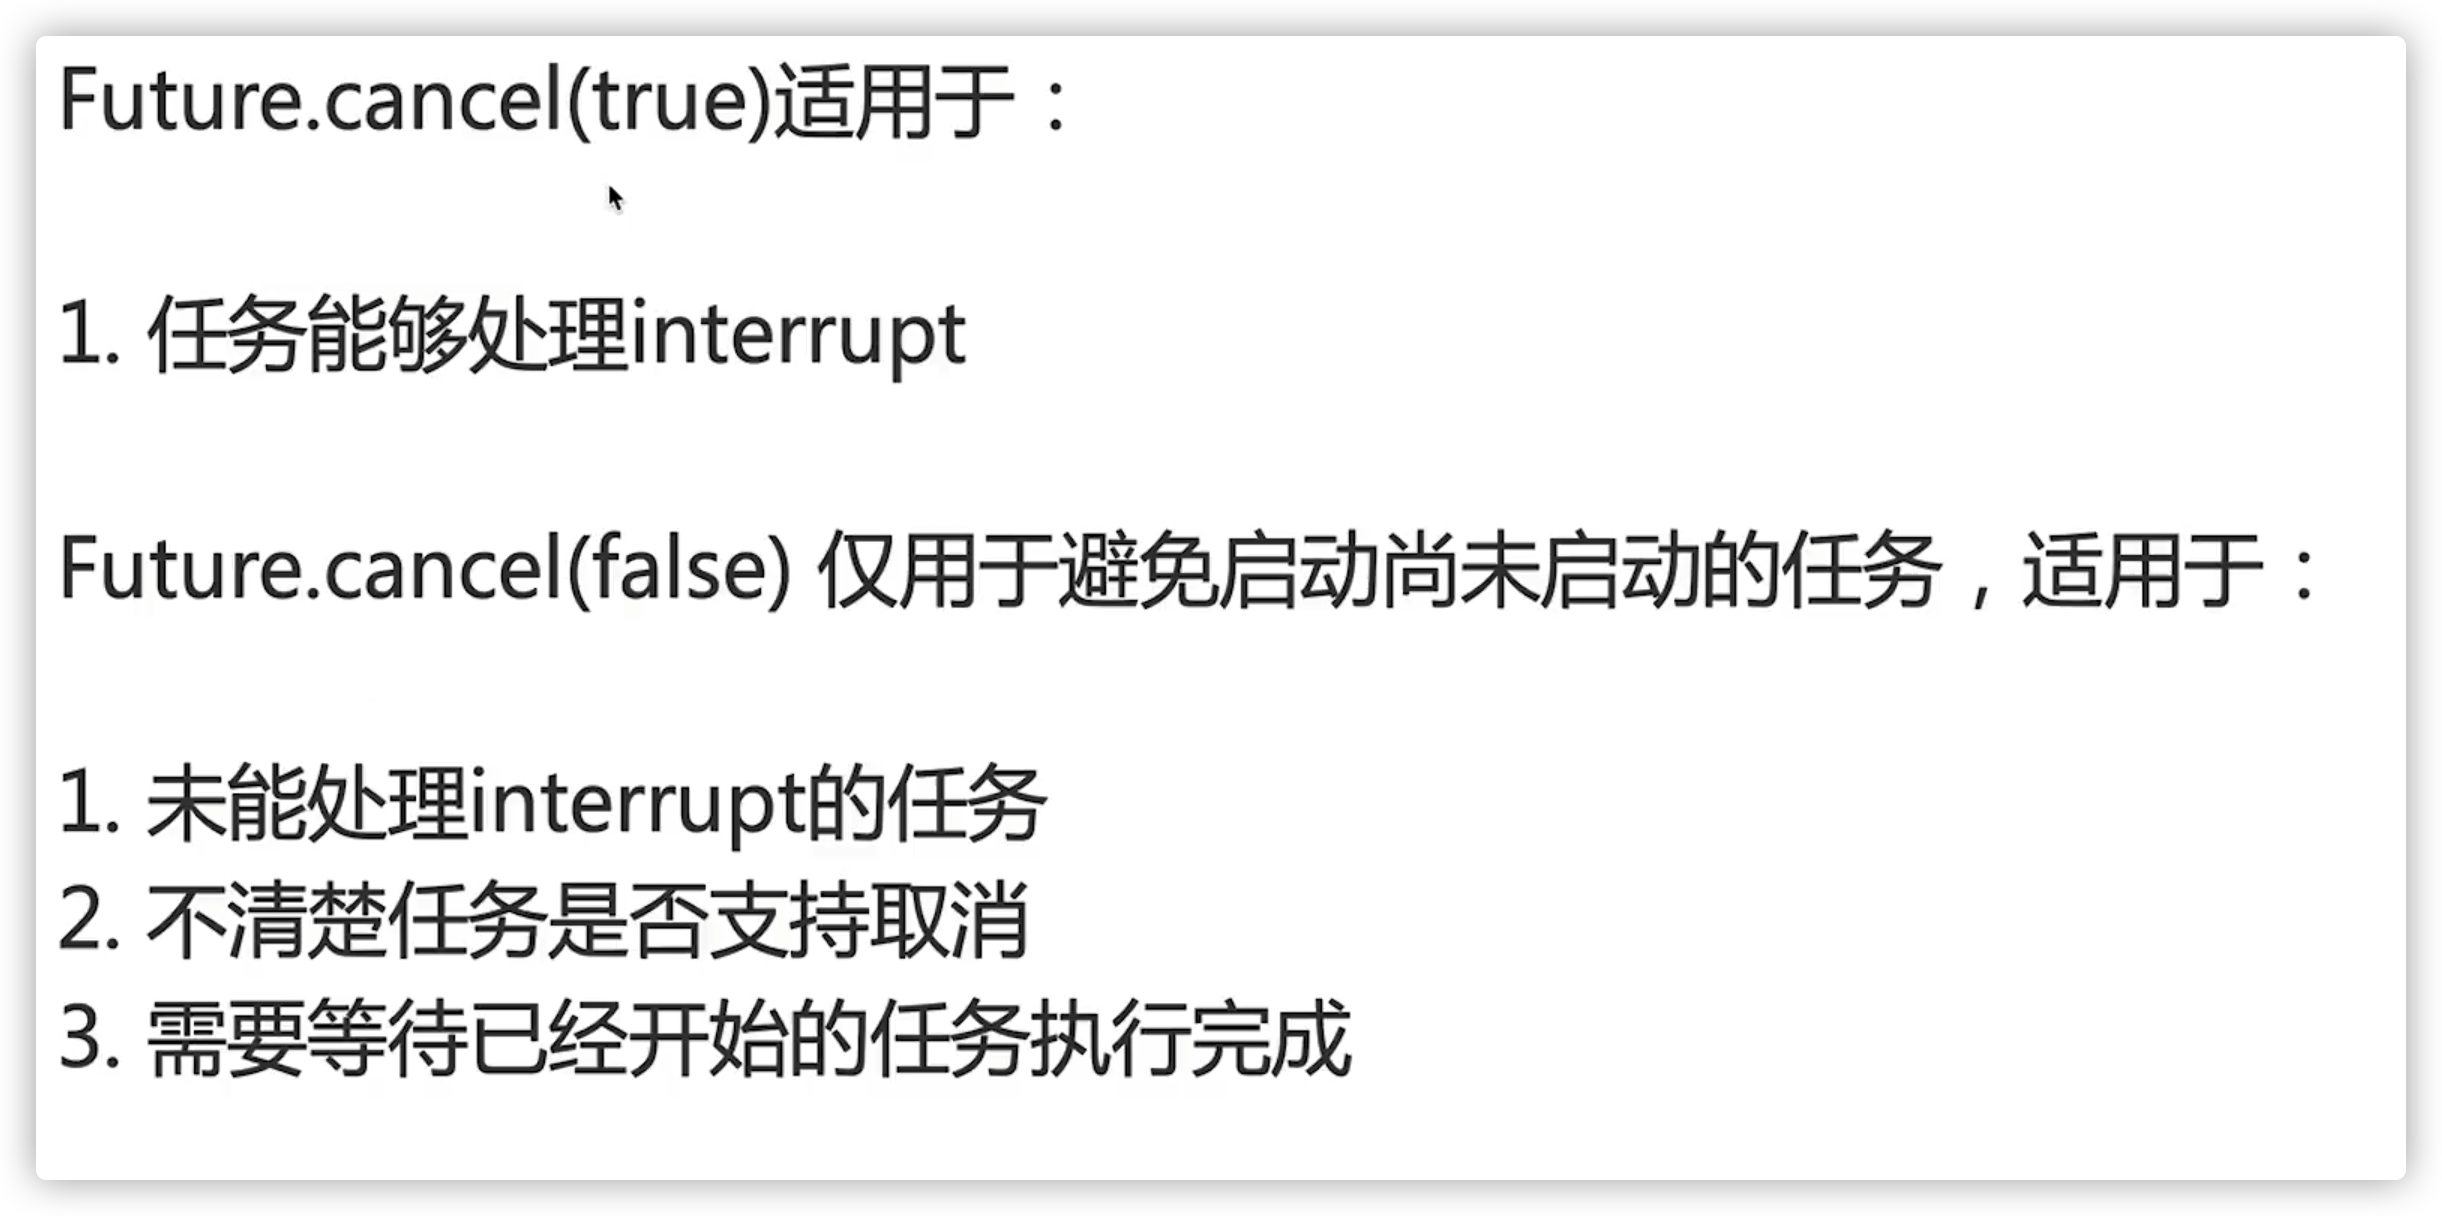 Future.cancel(true)适用于：
1. 任务能够处理interrupt
Future.cancel(false) 仅用于避免启动尚未启动的任务，适用于：
1. 未能处理interrupt的任务
2. 不清楚任务是否支持取消
3. 需要等待已经开始的任务执行完成